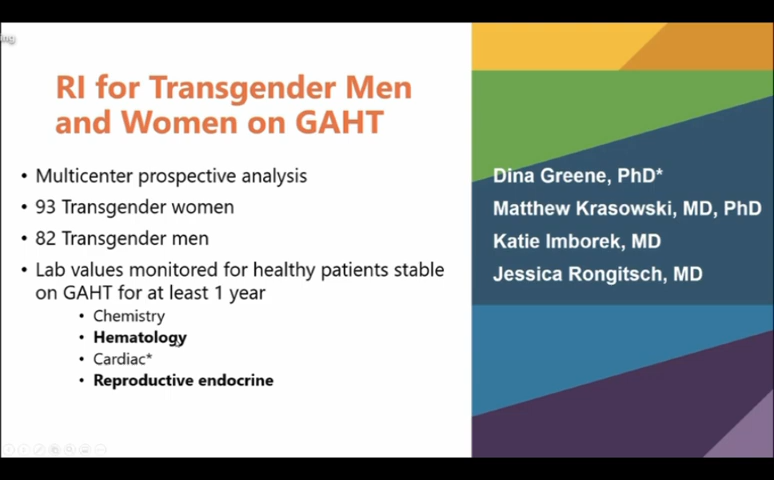 ing
RI for Transgender Men
and Women on GAHT
• Multicenter prospective analysis
• 93 Transgender women
• 82 Transgender men
• Lab values monitored for healthy patients stable
on GAHT for at least 1 year
• Chemistry
• Hematology
• Cardiac*
• Reproductive endocrine
Dina Greene, PhD*
Matthew Krasowski, MD, PhD
Katie Imborek, MD
Jessica Rongitsch, MD